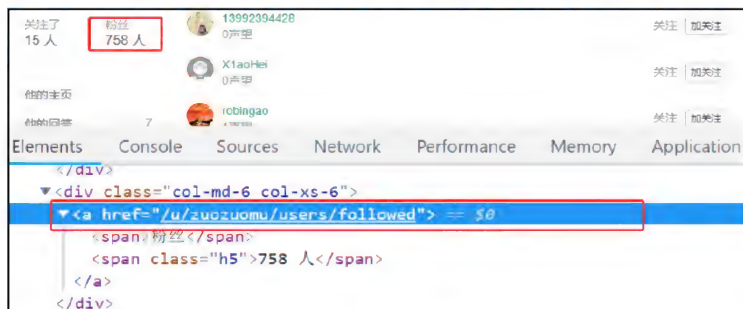 关注了 粉丝
15 人 758 人
13992394428
0声望
关注 加关注
X1aoHei
0声望
关注 加关注
他的主页
robingao
关注 加关注
他的回答 7
Elements Console Sources Network Performance Memory Application
</div>
▼<div class="col-md-6 col-xs-6">
▼<a href="/u/zuozuomu/users/followed"> == $0
<span>粉丝</span>
<span class="h5">758 人</span>
</a>
</div>